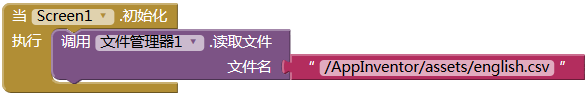 当 Screen1 .初始化
执行 调用 文件管理器1 .读取文件
文件名 “ /AppInventor/assets/english.csv ”